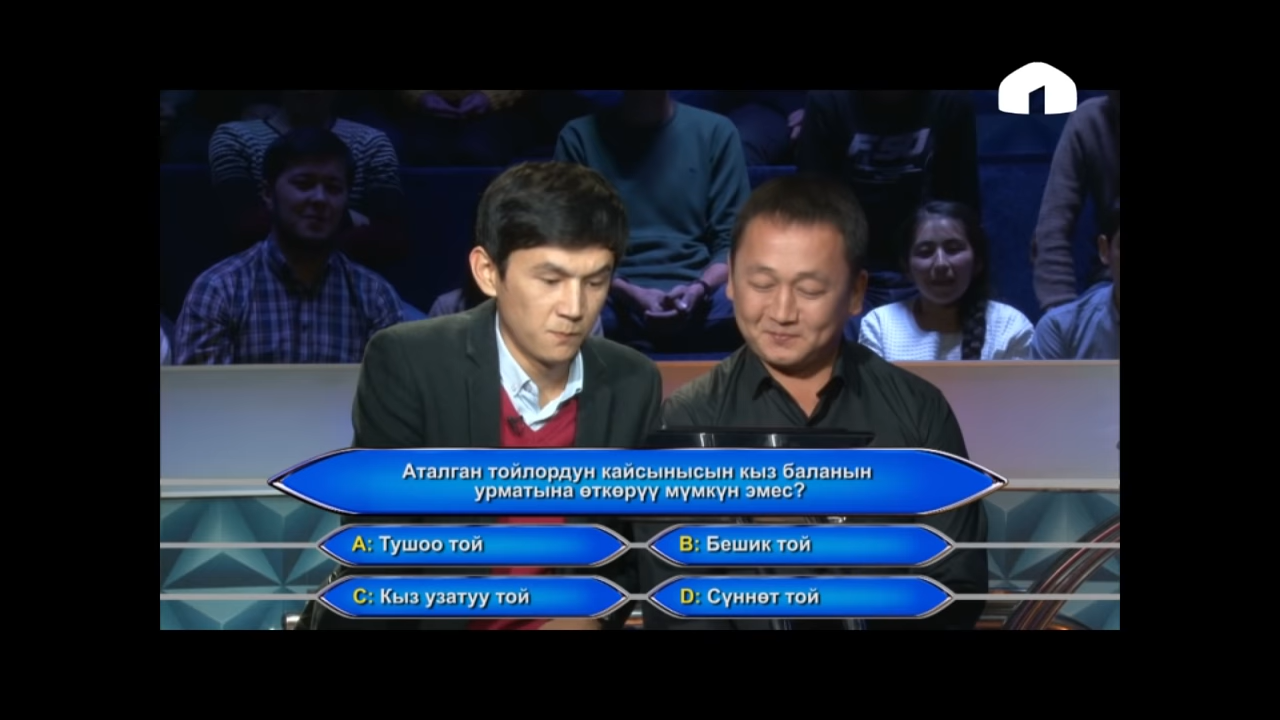 Аталган тойлордун кайсынысын кыз баланын
урматына өткөрүү мүмкүн эмес?
A: Тушоо той
B: Бешик той
C: Кыз узатуу той
D: Сүннөт той